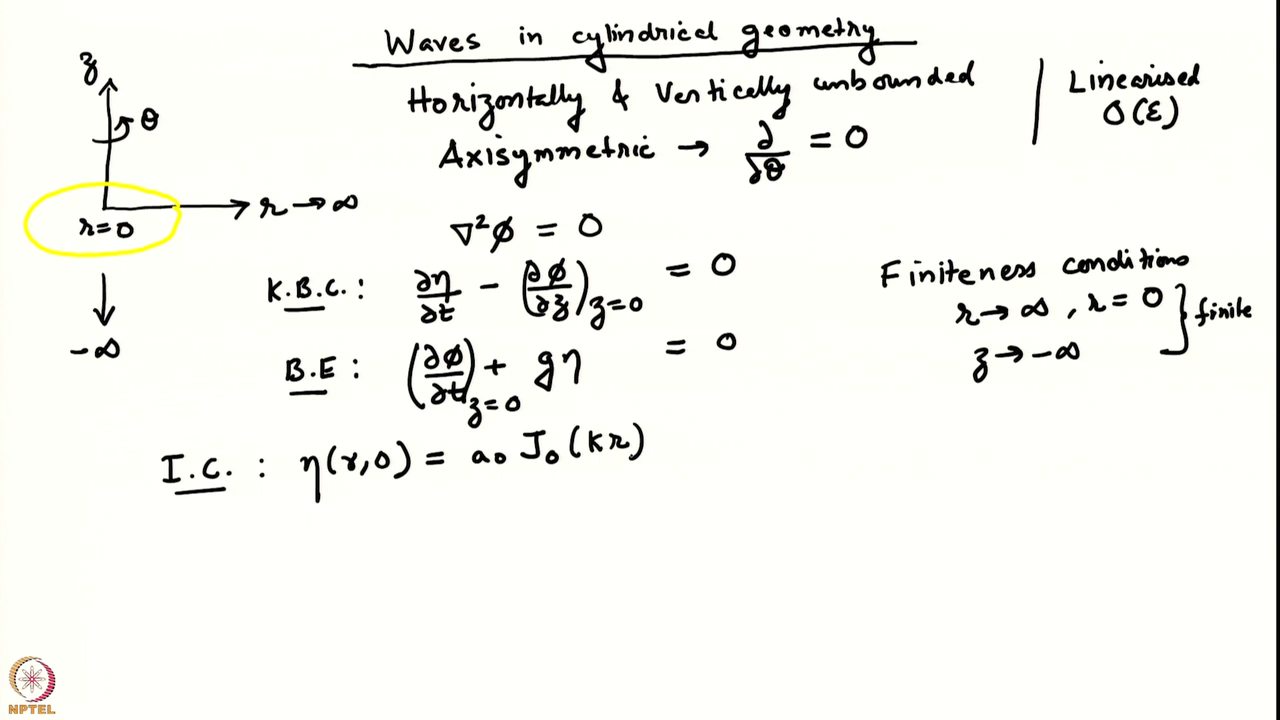 Waves in cylindrical geometry
Horizontally & Vertically unbounded
Axisymmetric → ∂/∂θ = 0
Linearised
O(ε)
z
θ
r → ∞
r=0
-∞
∇²φ = 0
K.B.C.: ∂η/∂t - (∂φ/∂z)z=0 = 0
B.E: (∂φ/∂t)z=0 + gη = 0
I.C. : η(r,0) = a₀ J₀(kr)
Finiteness conditions
r→∞, r=0
z→-∞
} finite
NPTEL